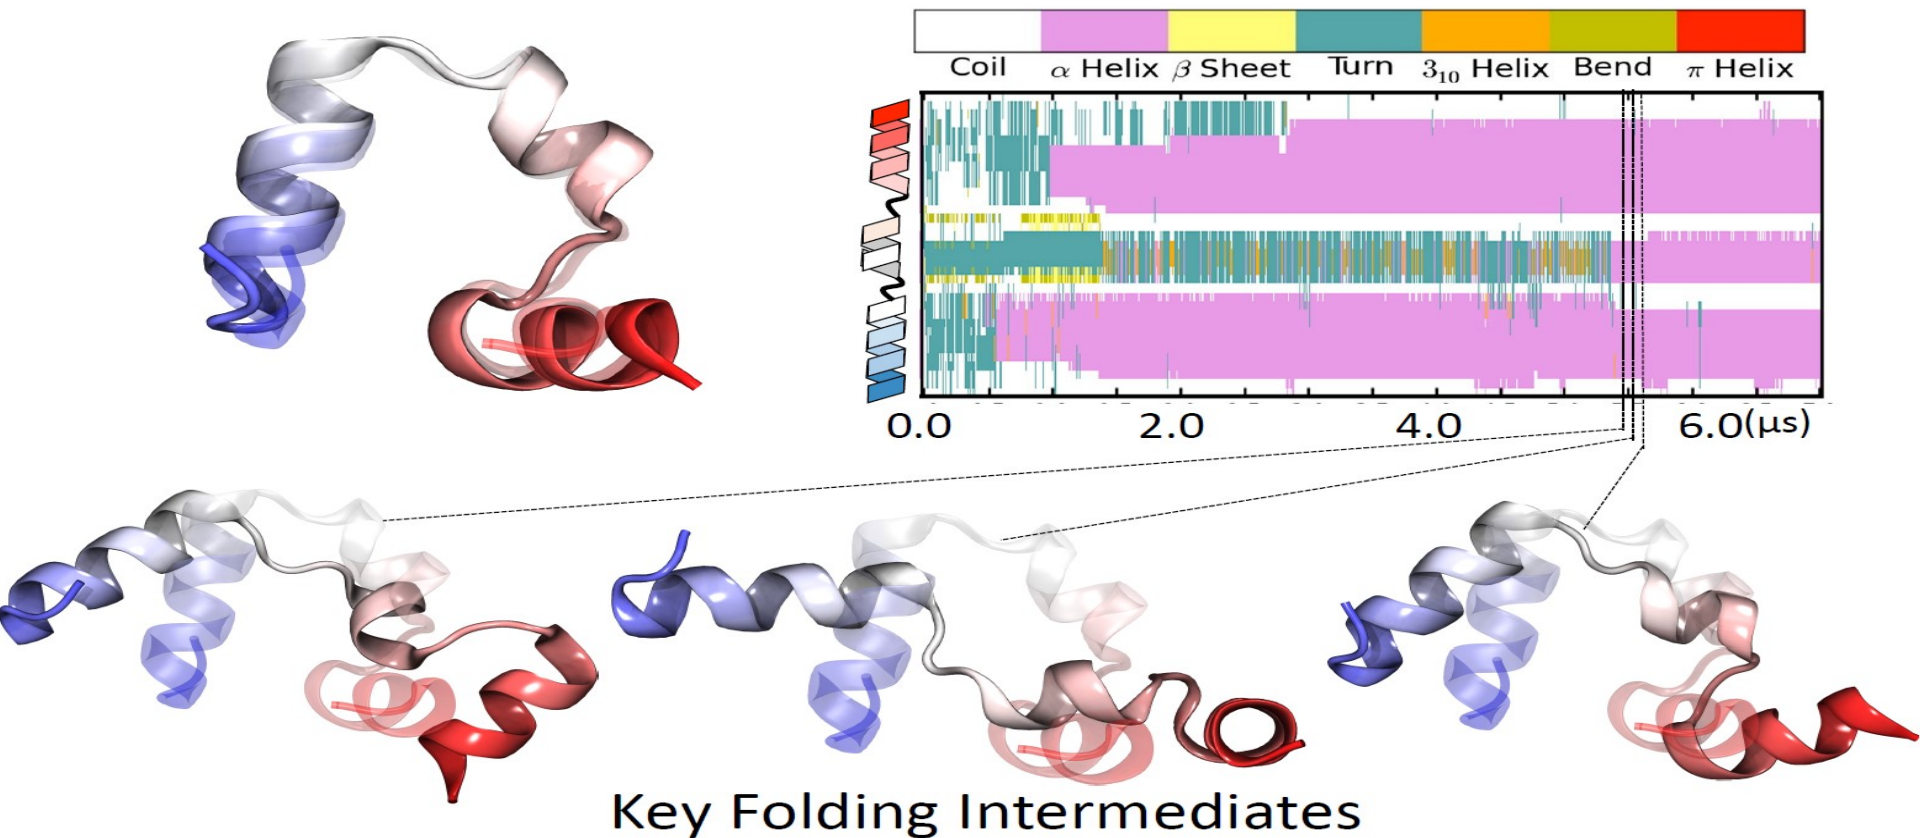 Coil α Helix β Sheet Turn 3₁₀ Helix Bend π Helix
0.0 2.0 4.0 6.0(μs)
Key Folding Intermediates